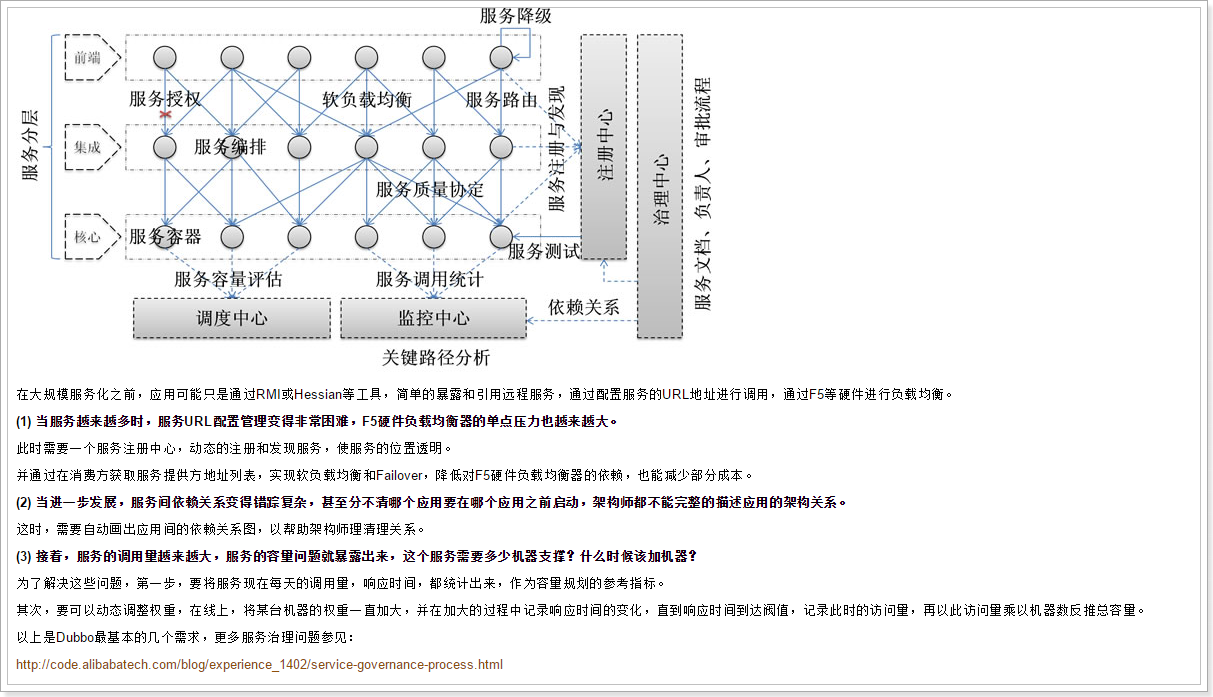 服务降级
前端
服务授权
软负载均衡
服务路由
服务分层
集成
服务编排
服务质量协定
服务注册与发现
注册中心
治理中心
服务文档、负责人、审批流程
核心
服务容器
服务测试
服务容量评估
服务调用统计
依赖关系
调度中心
监控中心
关键路径分析
在大规模服务化之前，应用可能只是通过RMI或Hessian等工具，简单的暴露和引用远程服务，通过配置服务的URL地址进行调用，通过F5等硬件进行负载均衡。
(1) 当服务越来越多时，服务URL配置管理变得非常困难，F5硬件负载均衡器的单点压力也越来越大。
此时需要一个服务注册中心，动态的注册和发现服务，使服务的位置透明。
并通过在消费方获取服务提供方地址列表，实现软负载均衡和Failover，降低对F5硬件负载均衡器的依赖，也能减少部分成本。
(2) 当进一步发展，服务间依赖关系变得错踪复杂，甚至分不清哪个应用要在哪个应用之前启动，架构师都不能完整的描述应用的架构关系。
这时，需要自动画出应用间的依赖关系图，以帮助架构师理清理关系。
(3) 接着，服务的调用量越来越大，服务的容量问题就暴露出来，这个服务需要多少机器支撑？什么时候该加机器？
为了解决这些问题，第一步，要将服务现在每天的调用量，响应时间，都统计出来，作为容量规划的参考指标。
其次，要可以动态调整权重，在线上，将某台机器的权重一直加大，并在加大的过程中记录响应时间的变化，直到响应时间到达阀值，记录此时的访问量，再以此访问量乘以机器数反推总容量。
以上是Dubbo最基本的几个需求，更多服务治理问题参见：
http://code.alibabatech.com/blog/experience_1402/service-governance-process.html